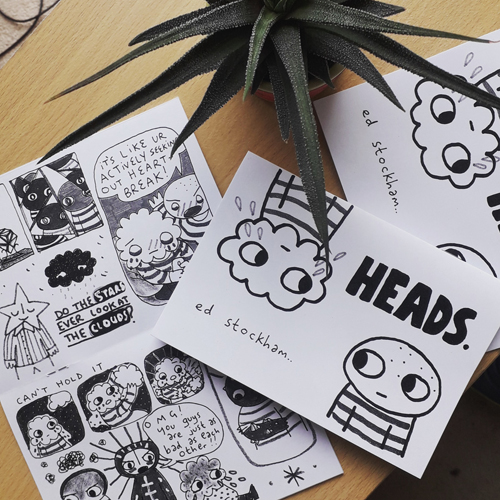 IT'S LIKE UR
ACTIVELY SEEKIN
OUT HEART
BREAK!
DO THE STARS
EVER LOOK AT
THE CLOUDS?
CAN'T HOLD IT
OMG!
you guys
are just as
bad as each
other!!
HEADS.
ed stockham..
ed
stockham..